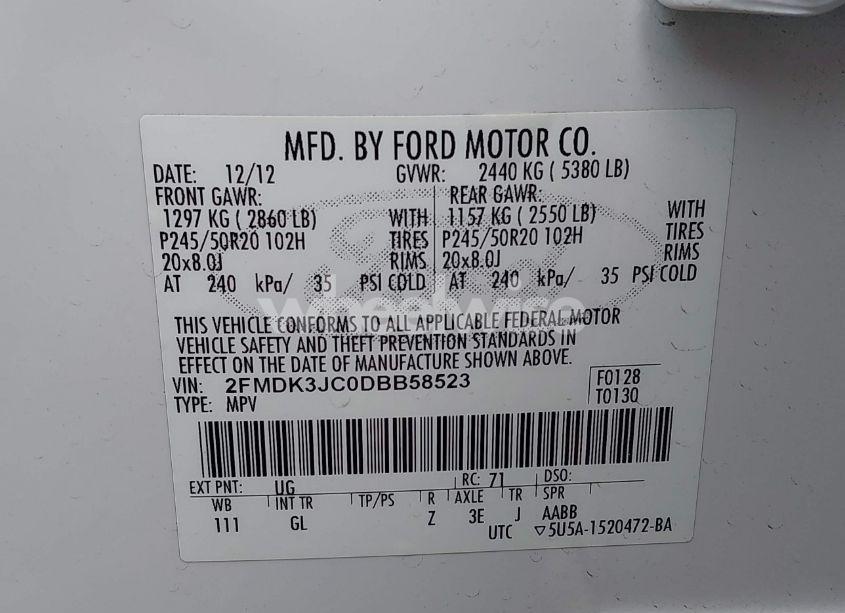 MFD. BY FORD MOTOR CO.
DATE: 12/12 GVWR: 2440 KG ( 5380 LB)
FRONT GAWR: REAR GAWR:
1297 KG ( 2860 LB) WITH 1157 KG ( 2550 LB) WITH
P245/50R20 102H TIRES P245/50R20 102H TIRES
20x8.0J RIMS 20x8.0J RIMS
AT 240 kPa/ 35 PSI COLD AT 240 kPa/ 35 PSI COLD
wheelwise
THIS VEHICLE CONFORMS TO ALL APPLICABLE FEDERAL MOTOR
VEHICLE SAFETY AND THEFT PREVENTION STANDARDS IN
EFFECT ON THE DATE OF MANUFACTURE SHOWN ABOVE.
VIN: 2FMDK3JC0DBB58523 F0128
TYPE: MPV T0130
EXT PNT: UG RC: 71 DSO:
WB INT TR TP/PS R AXLE TR SPR
111 GL Z 3E J AABB
UTC ▽5U5A-1520472-BA